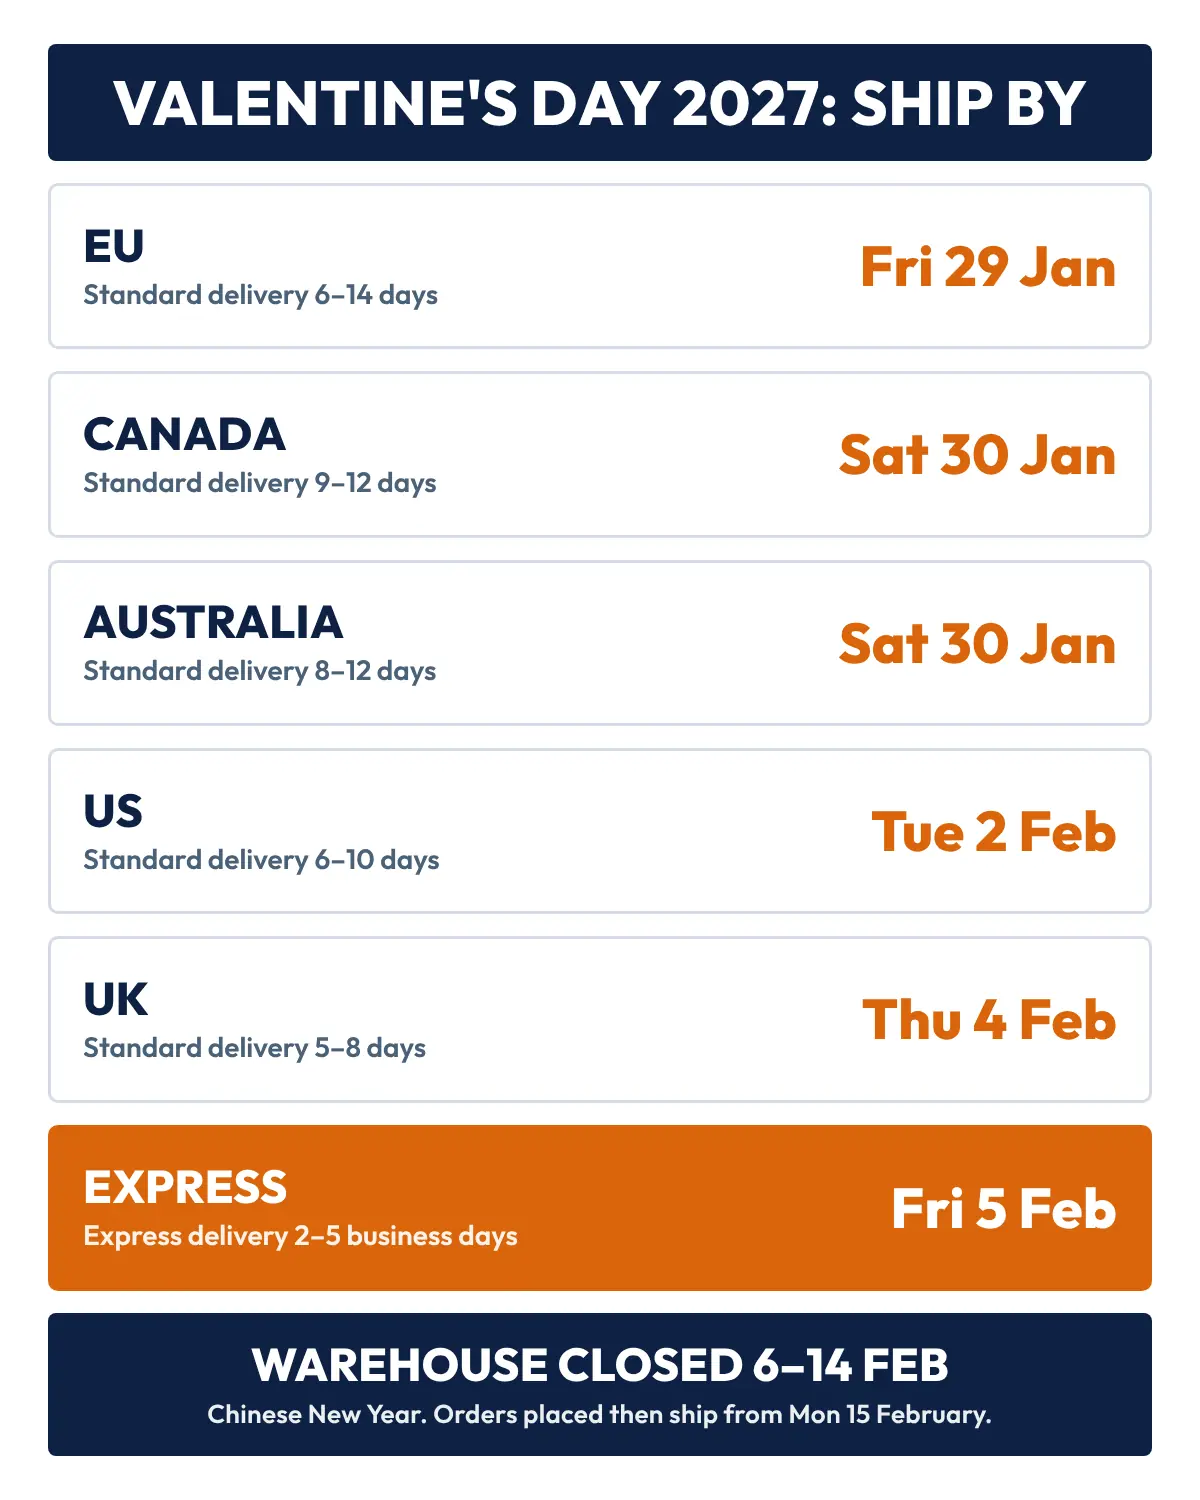 VALENTINE'S DAY 2027: SHIP BY
EU
Standard delivery 6–14 days
Fri 29 Jan
CANADA
Standard delivery 9–12 days
Sat 30 Jan
AUSTRALIA
Standard delivery 8–12 days
Sat 30 Jan
US
Standard delivery 6–10 days
Tue 2 Feb
UK
Standard delivery 5–8 days
Thu 4 Feb
EXPRESS
Express delivery 2–5 business days
Fri 5 Feb
WAREHOUSE CLOSED 6–14 FEB
Chinese New Year. Orders placed then ship from Mon 15 February.